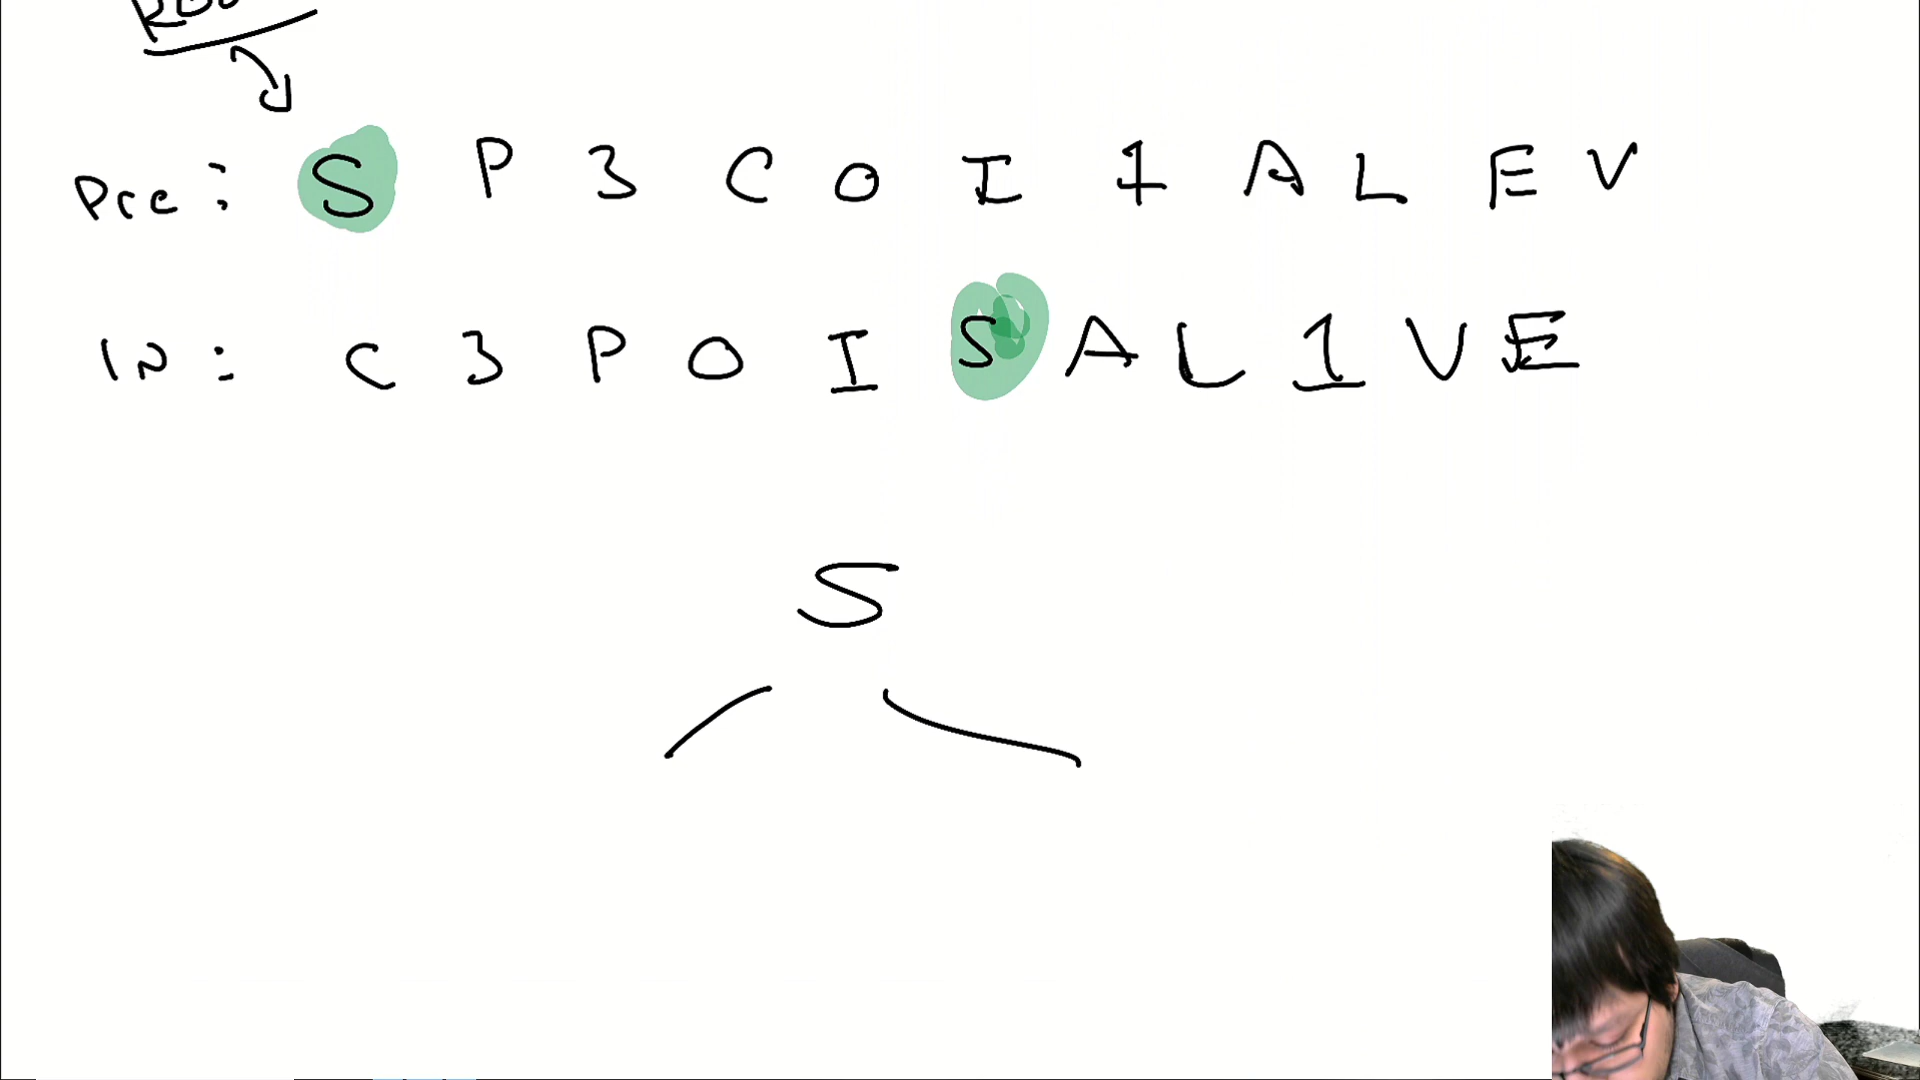 Pre: S P 3 C O I 1 A L E V
IN: C 3 P O I S A L 1 V E
S